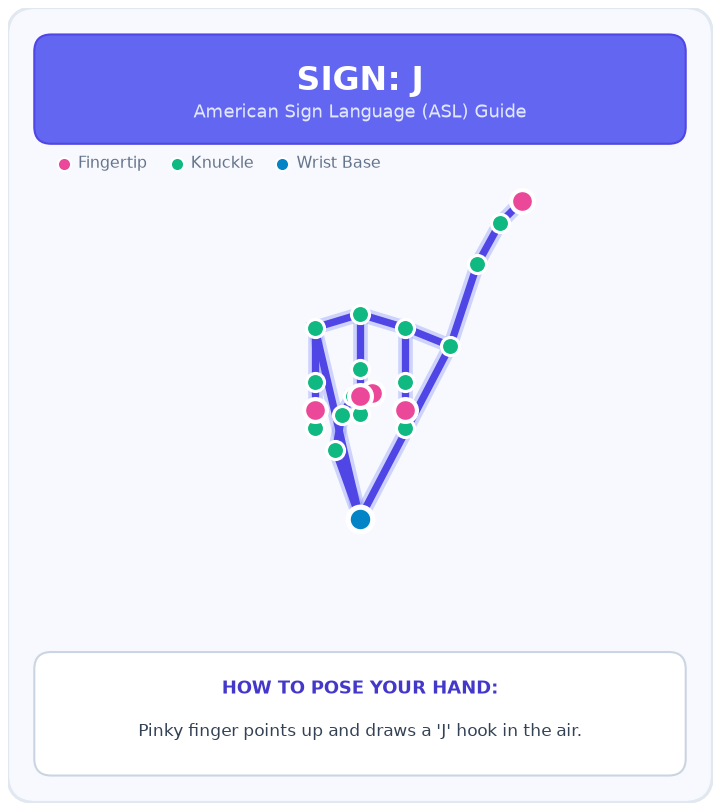 SIGN: J
American Sign Language (ASL) Guide
Fingertip Knuckle Wrist Base
HOW TO POSE YOUR HAND:
Pinky finger points up and draws a 'J' hook in the air.